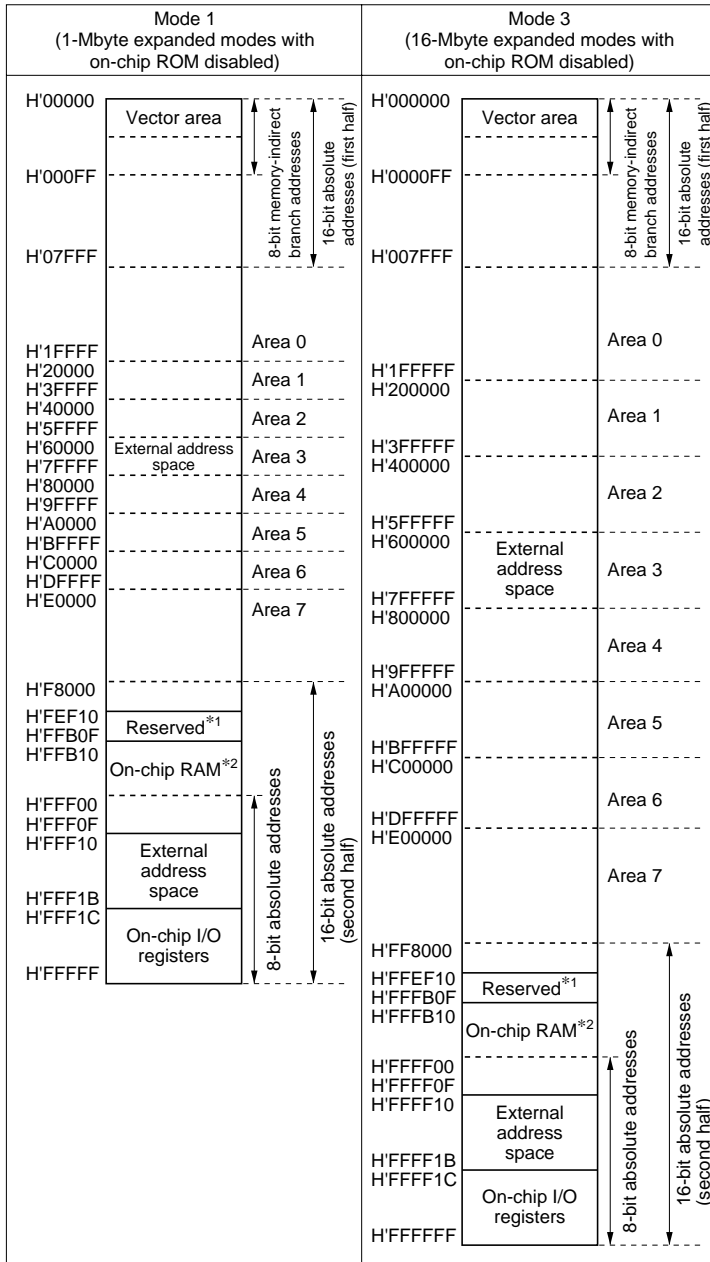 Mode 1
(1-Mbyte expanded modes with
on-chip ROM disabled)
H'00000
Vector area
H'000FF
H'07FFF
8-bit memory-indirect
branch addresses
16-bit absolute
addresses (first half)
H'1FFFF
Area 0
H'20000
H'3FFFF
Area 1
H'40000
H'5FFFF
Area 2
H'60000
H'7FFFF
External address
space
Area 3
H'80000
H'9FFFF
Area 4
H'A0000
H'BFFFF
Area 5
H'C0000
H'DFFFF
Area 6
H'E0000
Area 7
H'F8000
H'FEF10
H'FFB0F
Reserved*1
H'FFB10
On-chip RAM*2
H'FFF00
H'FFF0F
H'FFF10
External
address
space
H'FFF1B
H'FFF1C
On-chip I/O
registers
H'FFFFF
8-bit absolute addresses
16-bit absolute addresses
(second half)
Mode 3
(16-Mbyte expanded modes with
on-chip ROM disabled)
H'000000
Vector area
H'0000FF
H'007FFF
8-bit memory-indirect
branch addresses
16-bit absolute
addresses (first half)
Area 0
H'1FFFFF
H'200000
Area 1
H'3FFFFF
H'400000
Area 2
H'5FFFFF
H'600000
External
address
space
Area 3
H'7FFFFF
H'800000
Area 4
H'9FFFFF
H'A00000
Area 5
H'BFFFFF
H'C00000
Area 6
H'DFFFFF
H'E00000
Area 7
H'FF8000
H'FFEF10
H'FFFB0F
Reserved*1
H'FFFB10
On-chip RAM*2
H'FFFF00
H'FFFF0F
H'FFFF10
External
address
space
H'FFFF1B
H'FFFF1C
On-chip I/O
registers
H'FFFFFF
8-bit absolute addresses
16-bit absolute addresses
(second half)